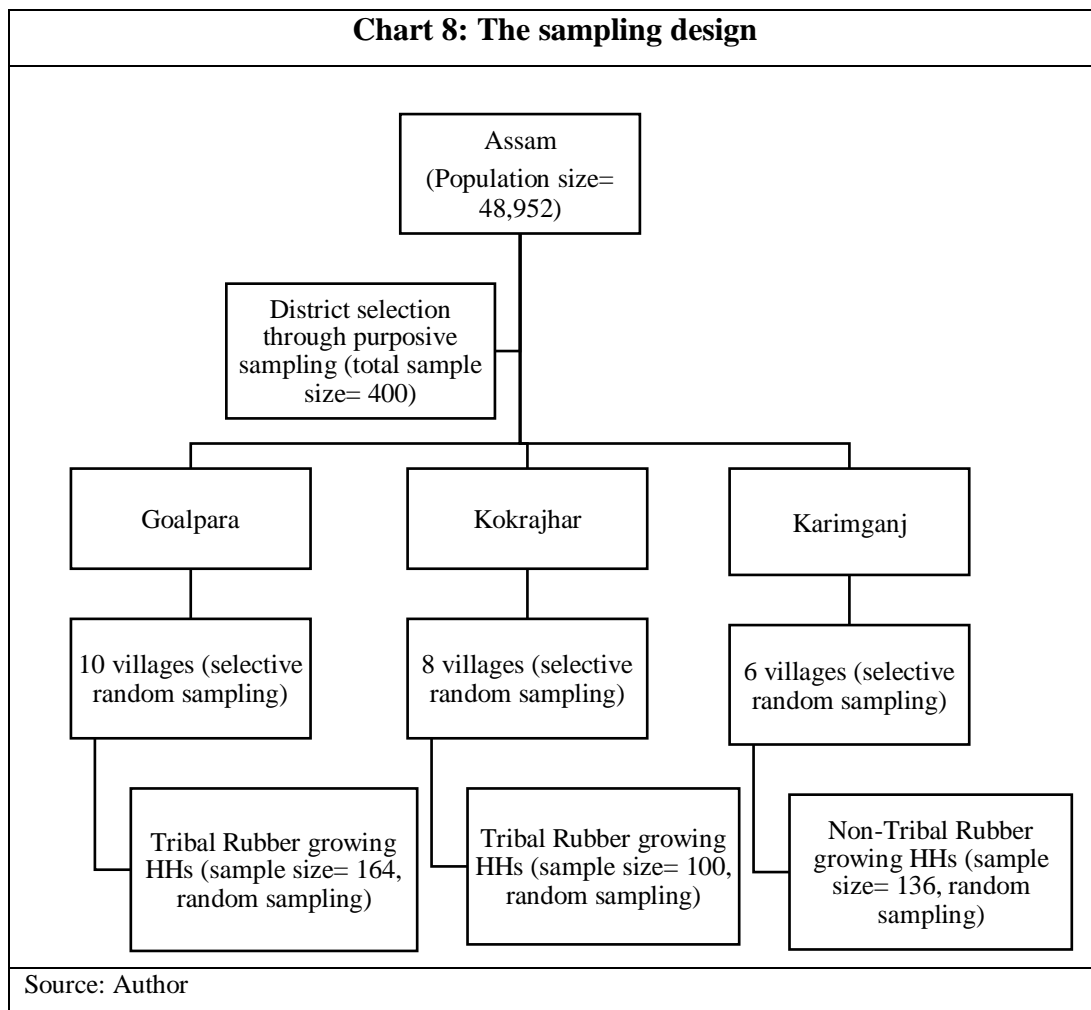 Chart 8: The sampling design
Assam
(Population size=
48,952)
District selection
through purposive
sampling (total sample
size= 400)
Goalpara
Kokrajhar
Karimganj
10 villages (selective
random sampling)
8 villages (selective
random sampling)
6 villages (selective
random sampling)
Tribal Rubber growing
HHs (sample size= 164,
random sampling)
Tribal Rubber growing
HHs (sample size= 100,
random sampling)
Non-Tribal Rubber
growing HHs (sample
size= 136, random
sampling)
Source: Author